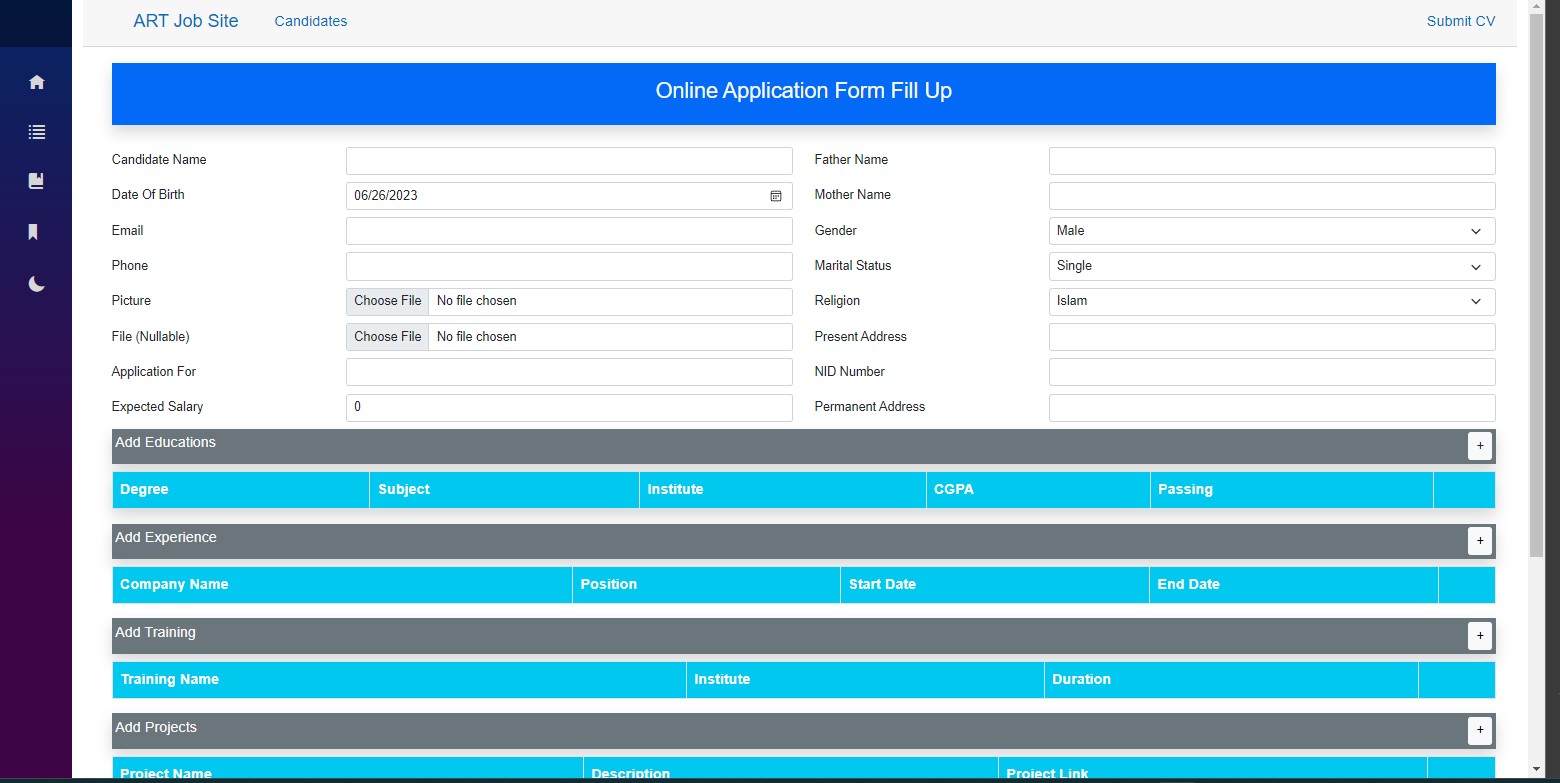 ART Job Site Candidates Submit CV
Online Application Form Fill Up
Candidate Name Father Name
Date Of Birth 06/26/2023 Mother Name
Email Gender Male
Phone Marital Status Single
Picture Choose File No file chosen Religion Islam
File (Nullable) Choose File No file chosen Present Address
Application For NID Number
Expected Salary 0 Permanent Address
Add Educations +
Degree Subject Institute CGPA Passing
Add Experience +
Company Name Position Start Date End Date
Add Training +
Training Name Institute Duration
Add Projects +
Project Name Description Project Link